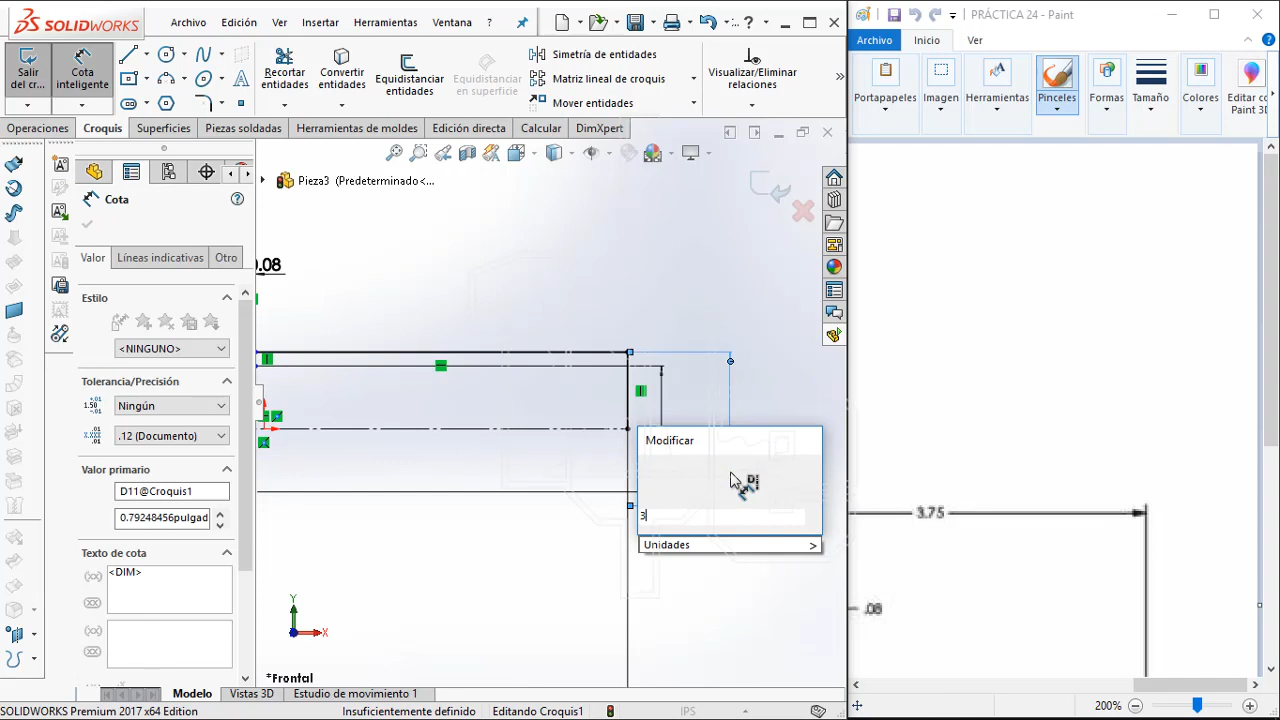 SOLIDWORKS
Archivo Edición Ver Insertar Herramientas Ventana ?
PRÁCTICA 24 - Paint
Archivo Inicio Ver
Salir del cr...
Cota inteligente
Recortar entidades
Convertir entidades
Equidistanciar entidades
Equidistanciar en superficie
Simetría de entidades
Matriz lineal de croquis
Mover entidades
Visualizar/Eliminar relaciones
Portapapeles
Imagen
Herramientas
Pinceles
Formas
Tamaño
Colores
Editar co
Paint 3D
Operaciones Croquis Superficies Piezas soldadas Herramientas de moldes Edición directa Calcular DimXpert
Pieza3 (Predeterminado<...
Cota
Valor Líneas indicativas Otro
Estilo
<NINGUNO>
Tolerancia/Precisión
Ningún
.12 (Documento)
Valor primario
D11@Croquis1
0.79248456pulgad
Texto de cota
<DIM>
0.08
Modificar
3
Unidades >
3.75
.08
Y
X
*Frontal
Modelo Vistas 3D Estudio de movimiento 1
SOLIDWORKS Premium 2017 x64 Edition
Insuficientemente definido
Editando Croquis1
IPS
200%